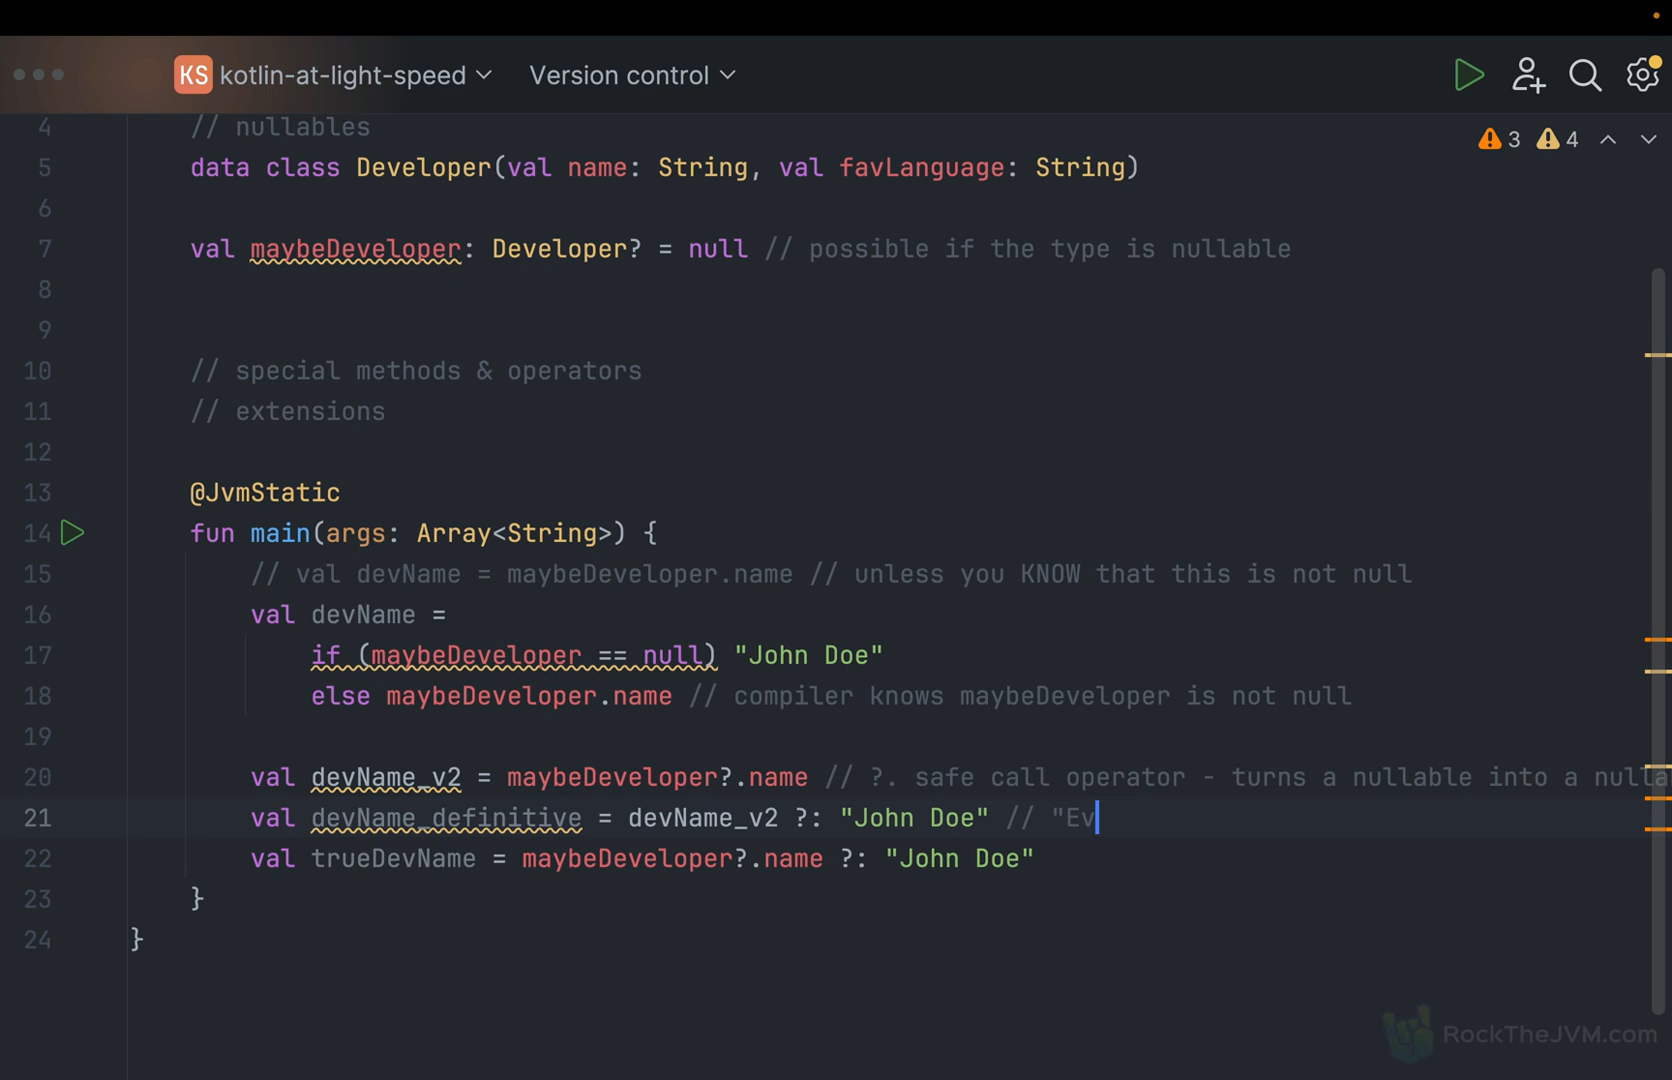 KS kotlin-at-light-speed Version control
3 4
4 // nullables
5 data class Developer(val name: String, val favLanguage: String)
6
7 val maybeDeveloper: Developer? = null // possible if the type is nullable
8
9
10 // special methods & operators
11 // extensions
12
13 @JvmStatic
14 fun main(args: Array<String>) {
15 // val devName = maybeDeveloper.name // unless you KNOW that this is not null
16 val devName =
17 if (maybeDeveloper == null) "John Doe"
18 else maybeDeveloper.name // compiler knows maybeDeveloper is not null
19
20 val devName_v2 = maybeDeveloper?.name // ?. safe call operator - turns a nullable into a nulla
21 val devName_definitive = devName_v2 ?: "John Doe" // "Ev
22 val trueDevName = maybeDeveloper?.name ?: "John Doe"
23 }
24 }
RockTheJVM.com